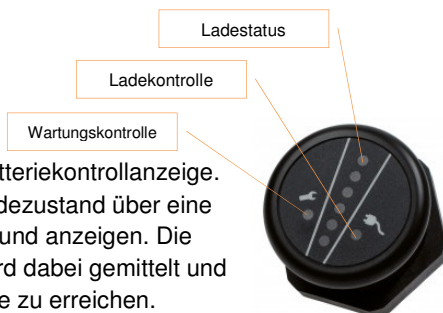 Ladestatus
Ladekontrolle
Wartungskontrolle
tteriekontrollanzeige.
dezustand über eine
und anzeigen. Die
rd dabei gemittelt und
e zu erreichen.